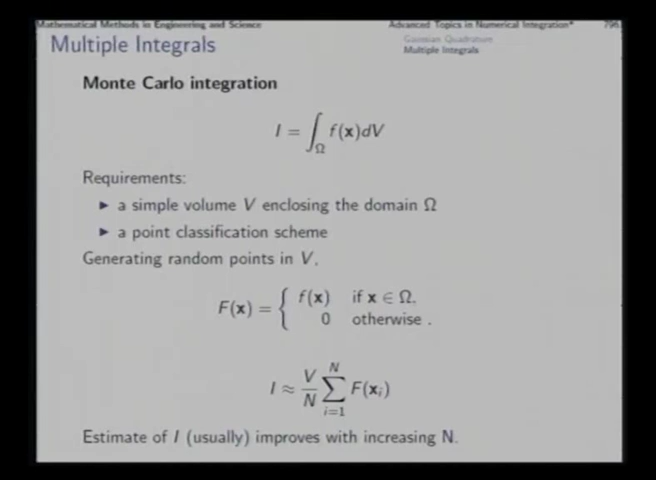 Mathematical Methods in Engineering and Science
Advanced Topics in Numerical Integration*
796,
Multiple Integrals
Gaussian Quadrature
Multiple Integrals
Monte Carlo integration
I = ∫_Ω f(x)dV
Requirements:
► a simple volume V enclosing the domain Ω
► a point classification scheme
Generating random points in V,
F(x) = { f(x) if x ∈ Ω,
0 otherwise .
I ≈ V/N ∑_{i=1}^{N} F(x_i)
Estimate of I (usually) improves with increasing N.